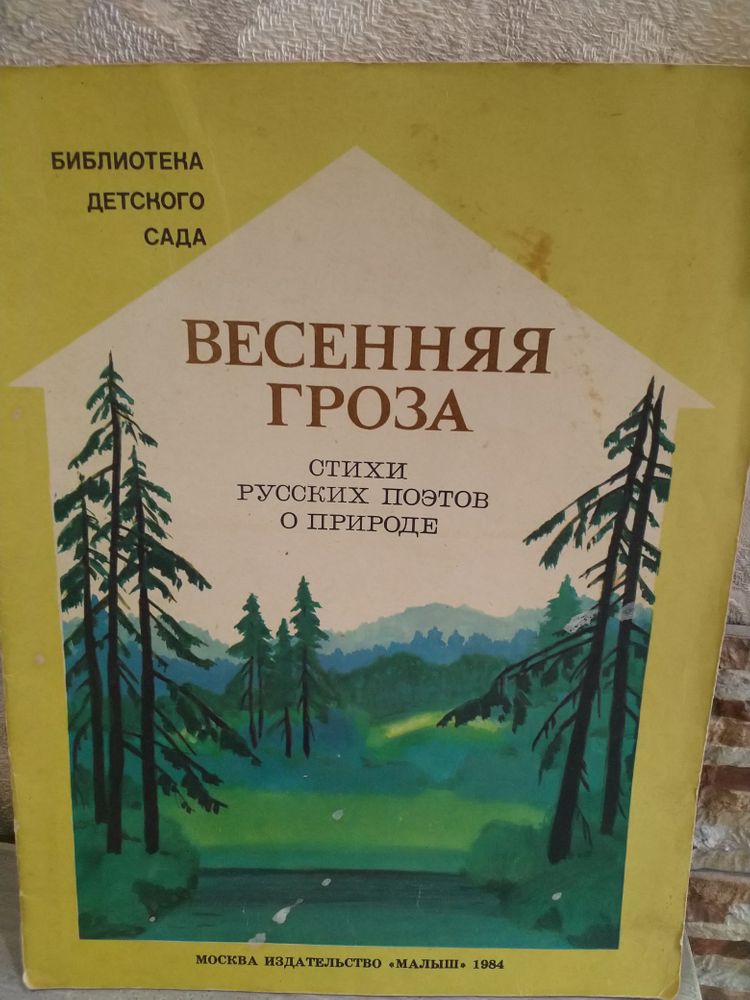 БИБЛИОТЕКА
ДЕТСКОГО
САДА
ВЕСЕННЯЯ
ГРОЗА
СТИХИ
РУССКИХ ПОЭТОВ
О ПРИРОДЕ
МОСКВА ИЗДАТЕЛЬСТВО «МАЛЫШ» 1984